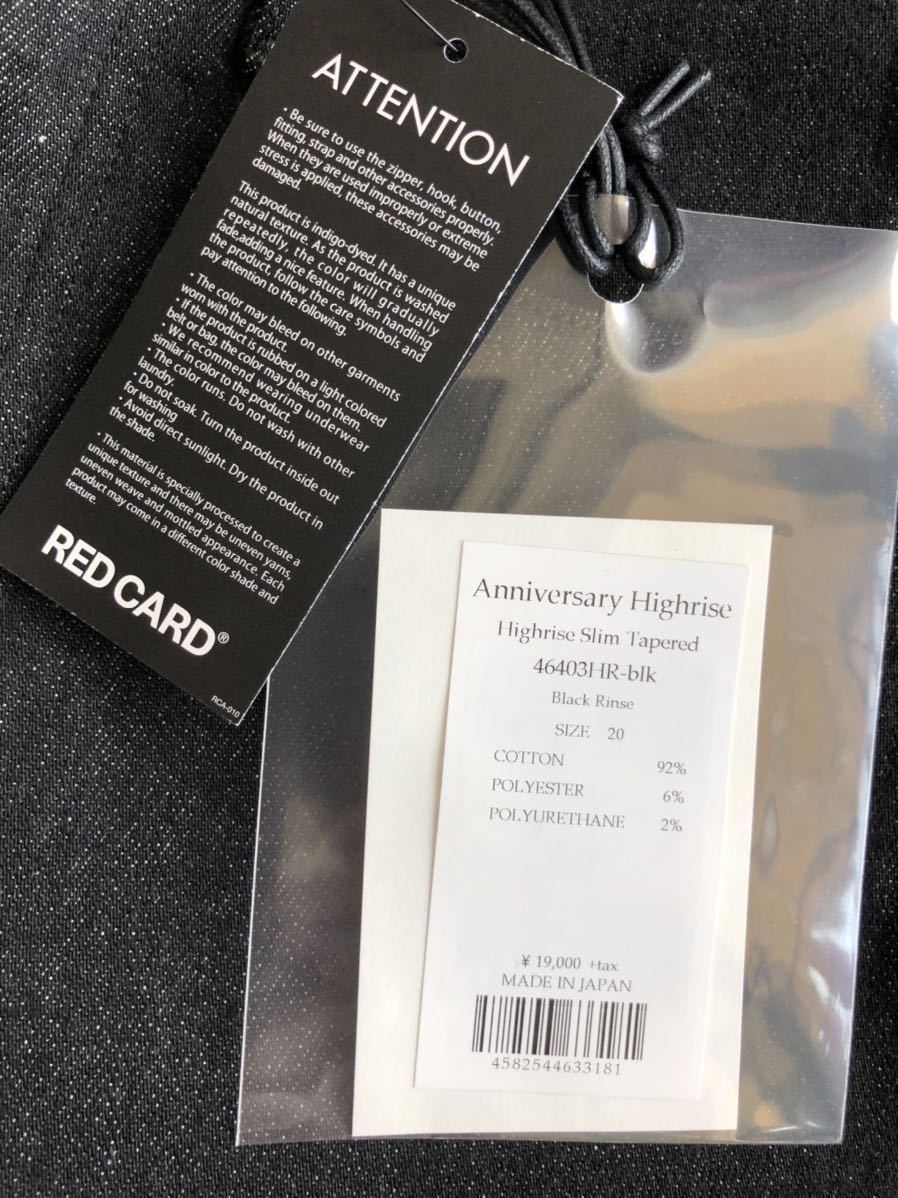 ATTENTION
・Be sure to use the zipper, hook, button,
fitting, strap and other accessories properly.
When they are used improperly or extreme
stress is applied, these accessories may be
damaged.
This product is indigo-dyed. It has a unique
natural texture. As the product is washed
repeatedly, the color will gradually
fade,adding a nice feature. When handling
the product, follow the care symbols and
pay attention to the following.
・The color may bleed on other garments
worn with the product.
・If the product is rubbed on a light colored
belt or bag, the color may bleed on them.
・We recommend wearing underwear
similar in color to the product.
・The color runs. Do not wash with other
laundry.
・Do not soak. Turn the product inside out
for washing
・Avoid direct sunlight. Dry the product in
the shade.
・This material is specially processed to create a
unique texture and there may be uneven yarns,
uneven weave and mottled appearance. Each
product may come in a different color shade and
texture.
RED CARD®
RCA-010
Anniversary Highrise
Highrise Slim Tapered
46403HR-blk
Black Rinse
SIZE 20
COTTON 92%
POLYESTER 6%
POLYURETHANE 2%
¥ 19,000 +tax
MADE IN JAPAN
4582544633181